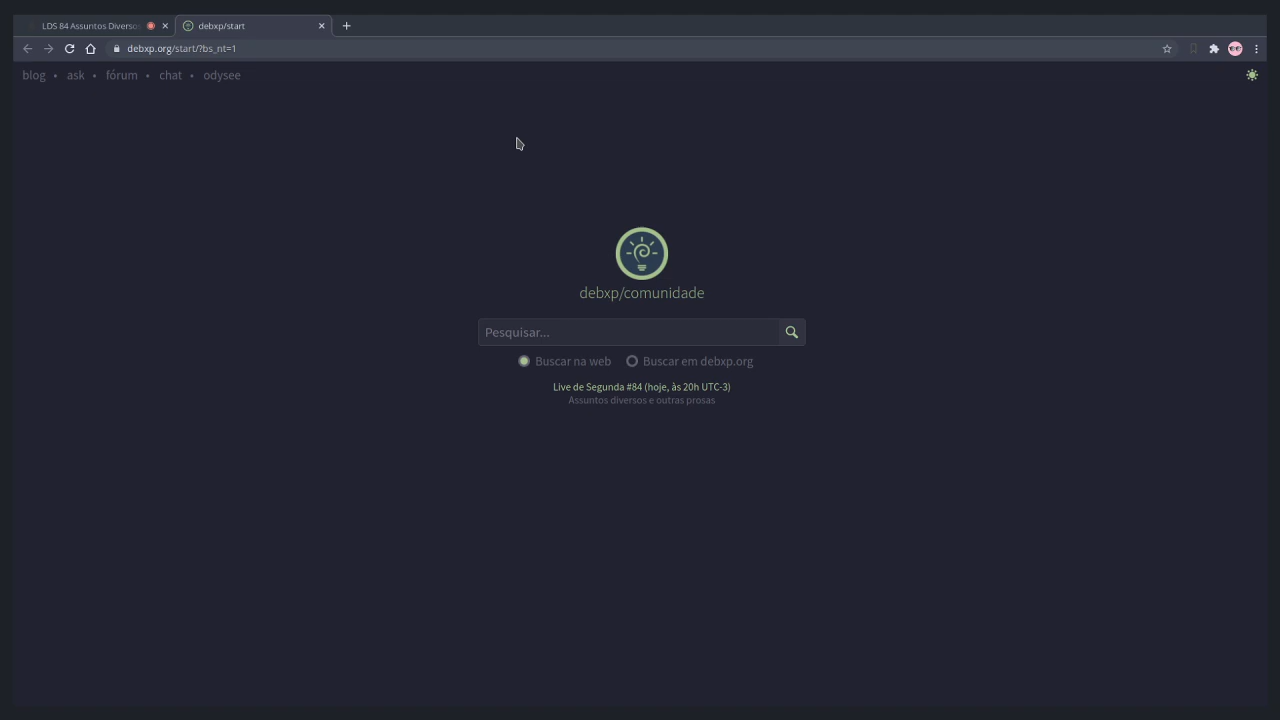 LDS 84 Assuntos Diversos
debxp/start
debxp.org/start/?bs_nt=1
blog • ask • fórum • chat • odysee
debxp/comunidade
Pesquisar...
Buscar na web Buscar em debxp.org
Live de Segunda #84 (hoje, às 20h UTC-3)
Assuntos diversos e outras prosas